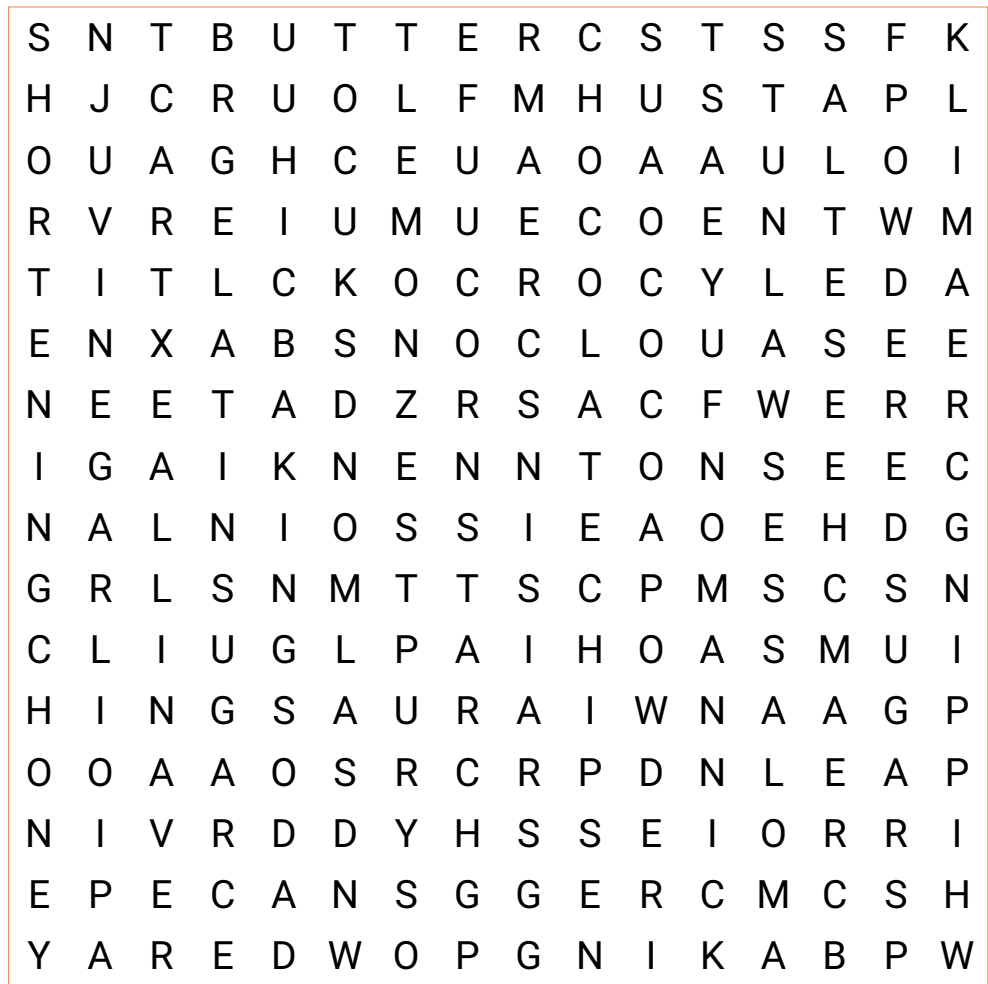 S N T B U T T E R C S T S S F K
H J C R U O L F M H U S T A P L
O U A G H C E U A O A A U L O I
R V R E I U M U E C O E N T W M
T I T L C K O C R O C Y L E D A
E N X A B S N O C L O U A S E E
N E E T A D Z R S A C F W E R R
I G A I K N E N N T O N S E E C
N A L N I O S S I E A O E H D G
G R L S N M T T S C P M S C S N
C L I U G L P A I H O A S M U I
H I N G S A U R A I W N A A G P
O O A A O S R C R P D N L E A P
N I V R D D Y H S S E I O R R I
E P E C A N S G G E R C M C S H
Y A R E D W O P G N I K A B P W